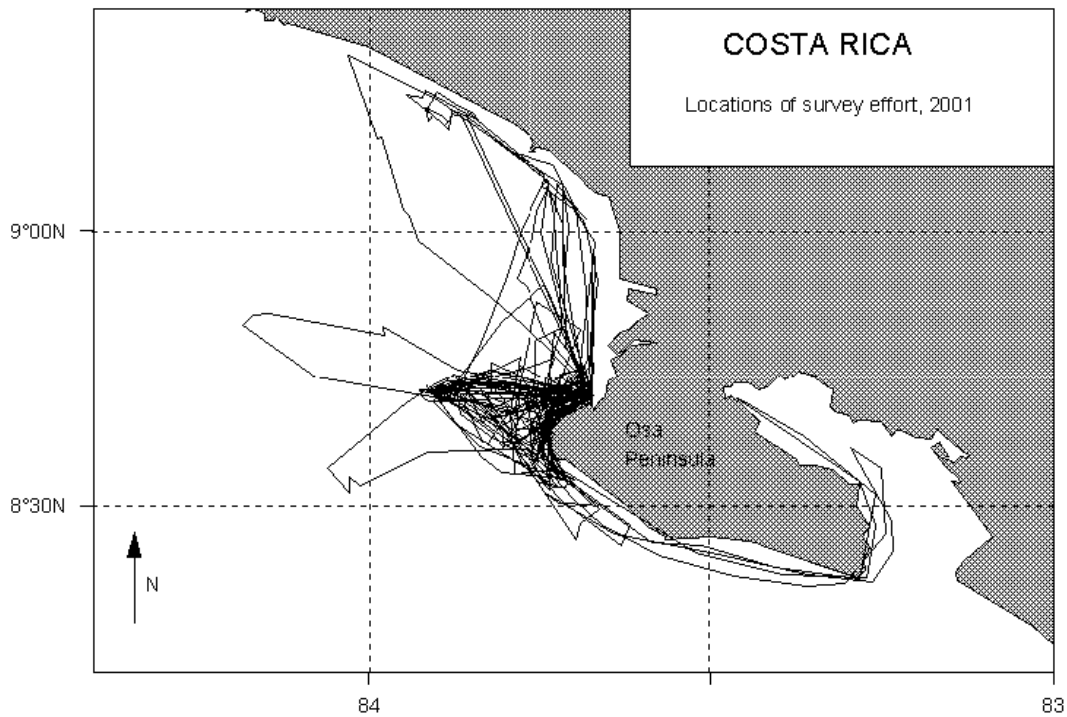 COSTA RICA
Locations of survey effort, 2001
9°00N
Osa
Peninsula
8°30N
N
84
83